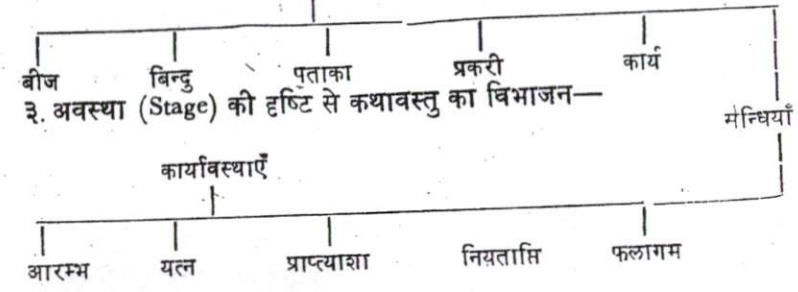 बीज बिन्दु पताका प्रकरी कार्य
३. अवस्था (Stage) की दृष्टि से कथावस्तु का विभाजन—
सन्धियाँ
कार्यावस्थाएँ
आरम्भ यत्न प्राप्त्याशा नियताप्ति फलागम